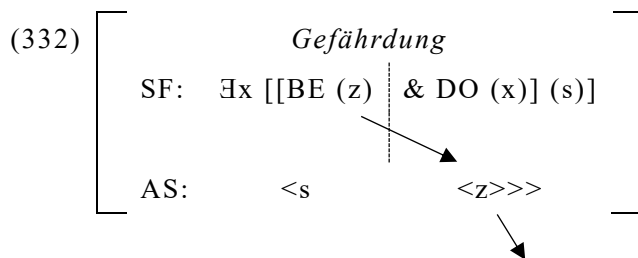 (332) Gefährdung
SF: ∃x [[BE (z) & DO (x)] (s)]
AS: <s <z>>>